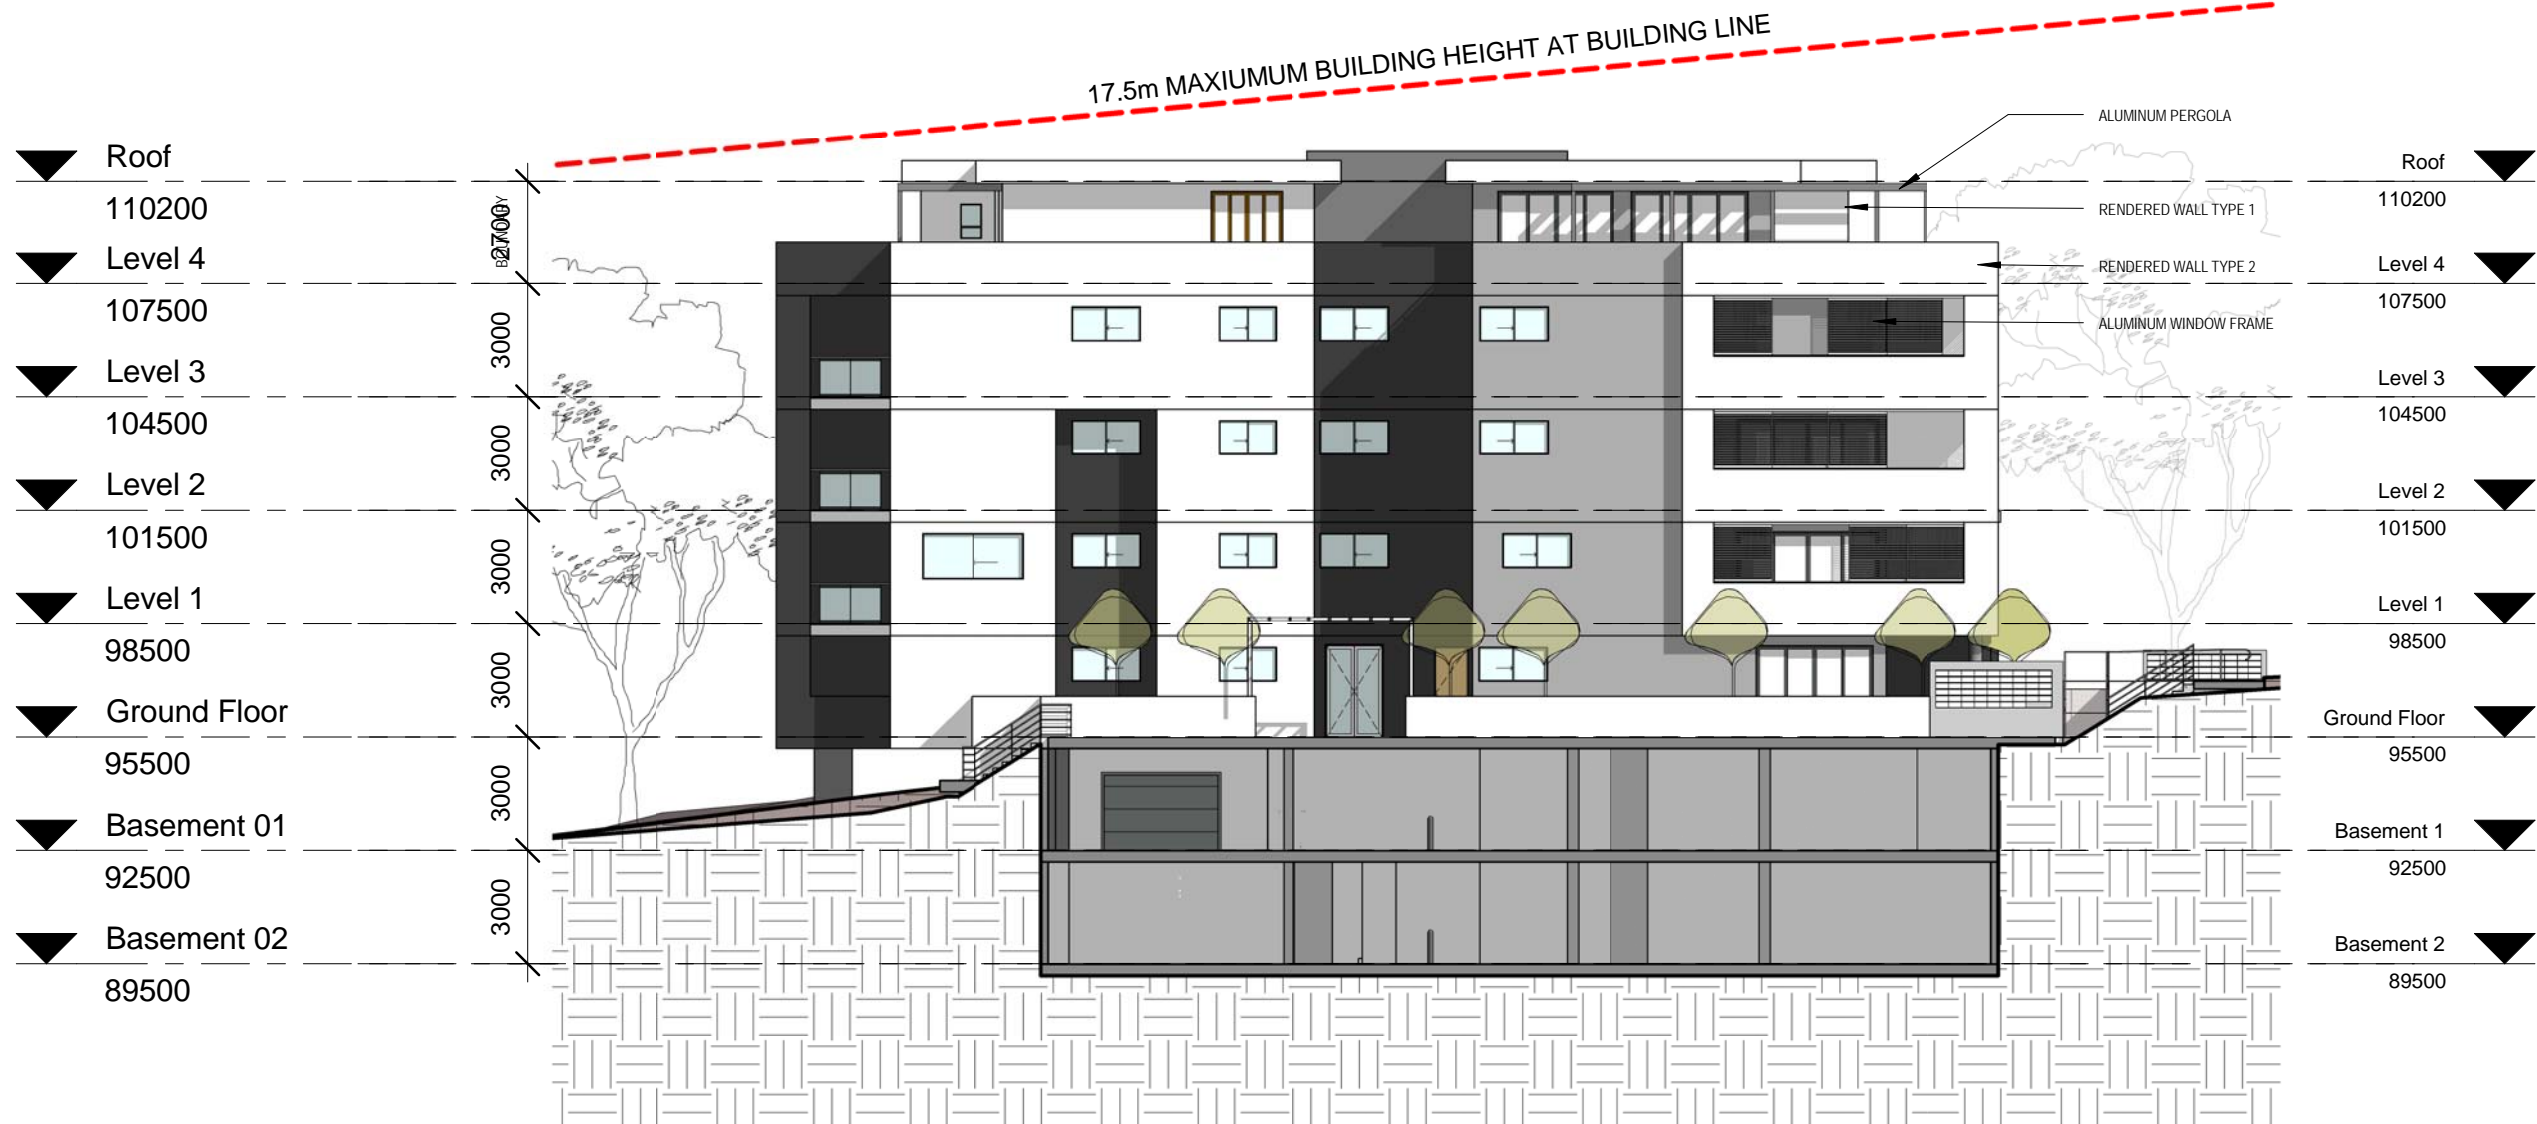 17.5m MAXIUMUM BUILDING HEIGHT AT BUILDING LINE
Roof
110200
Level 4
107500
Level 3
104500
Level 2
101500
Level 1
98500
Ground Floor
95500
Basement 01
92500
Basement 02
89500
BOUNDARY
2700
3000
3000
3000
3000
3000
3000
ALUMINUM PERGOLA
RENDERED WALL TYPE 1
RENDERED WALL TYPE 2
ALUMINUM WINDOW FRAME
Roof
110200
Level 4
107500
Level 3
104500
Level 2
101500
Level 1
98500
Ground Floor
95500
Basement 1
92500
Basement 2
89500